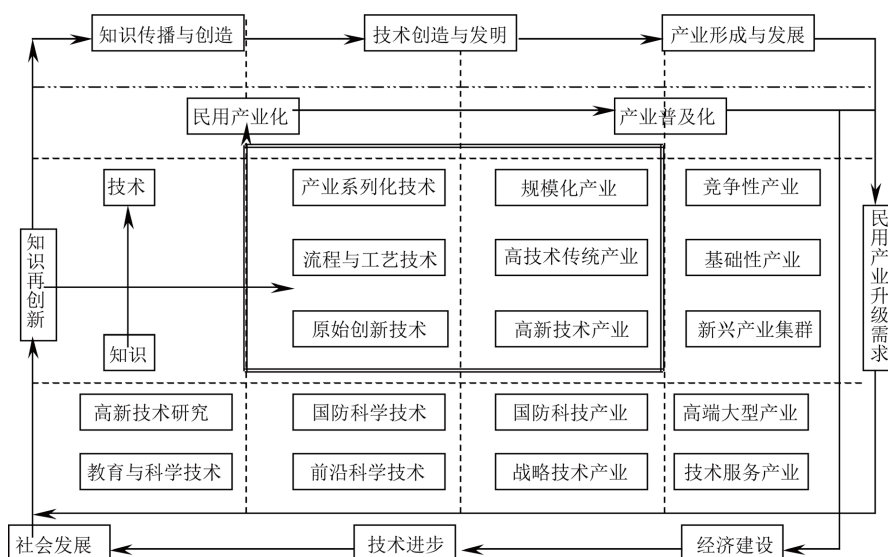 知识传播与创造
技术创造与发明
产业形成与发展
民用产业化
产业普及化
技术
产业系列化技术
规模化产业
竞争性产业
知识再创新
流程与工艺技术
高技术传统产业
基础性产业
民用产业升级需求
知识
原始创新技术
高新技术产业
新兴产业集群
高新技术研究
国防科学技术
国防科技产业
高端大型产业
教育与科学技术
前沿科学技术
战略技术产业
技术服务产业
社会发展
技术进步
经济建设